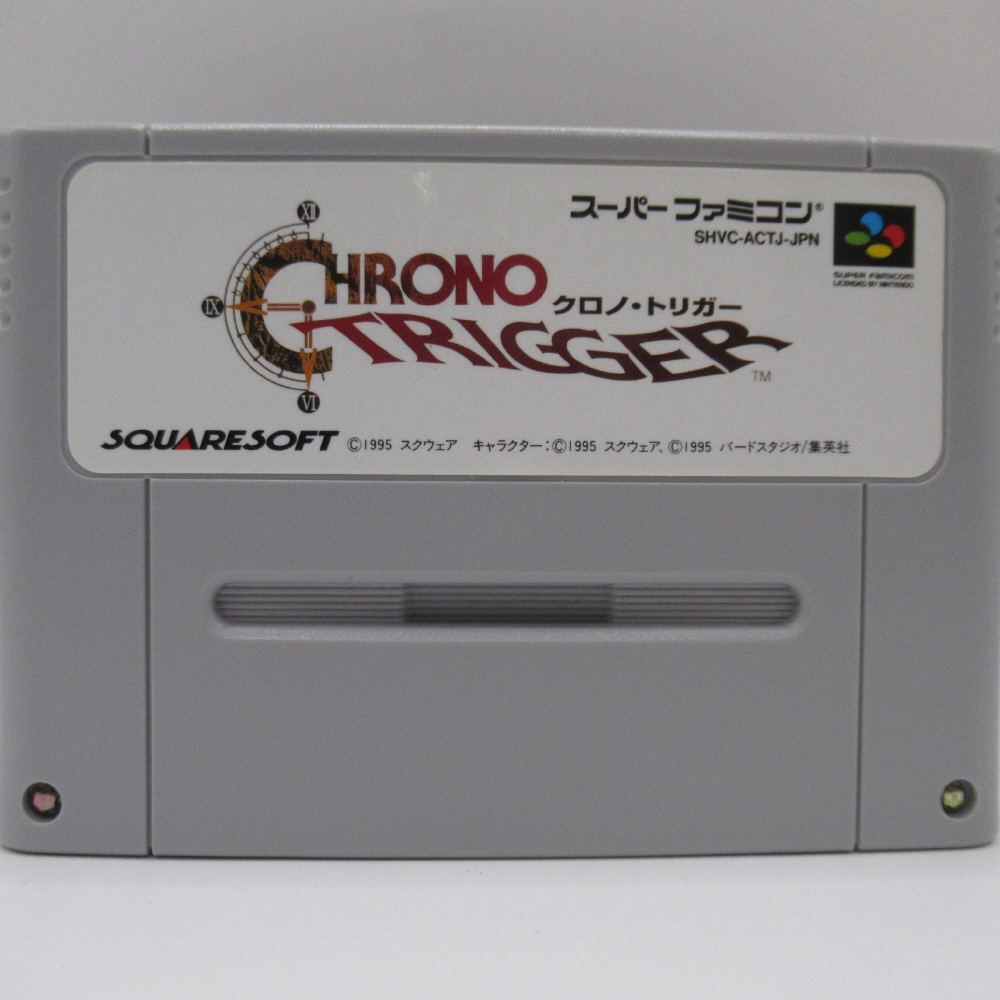 スーパーファミコン®
SHVC-ACTJ-JPN
SUPER FAMICOM
LICENSED BY NINTENDO
XII
IX
VI
CHRONO
クロノ・トリガー
TRIGGER™
SQUARESOFT ©1995 スクウェア キャラクター：©1995 スクウェア、©1995 バードスタジオ/集英社